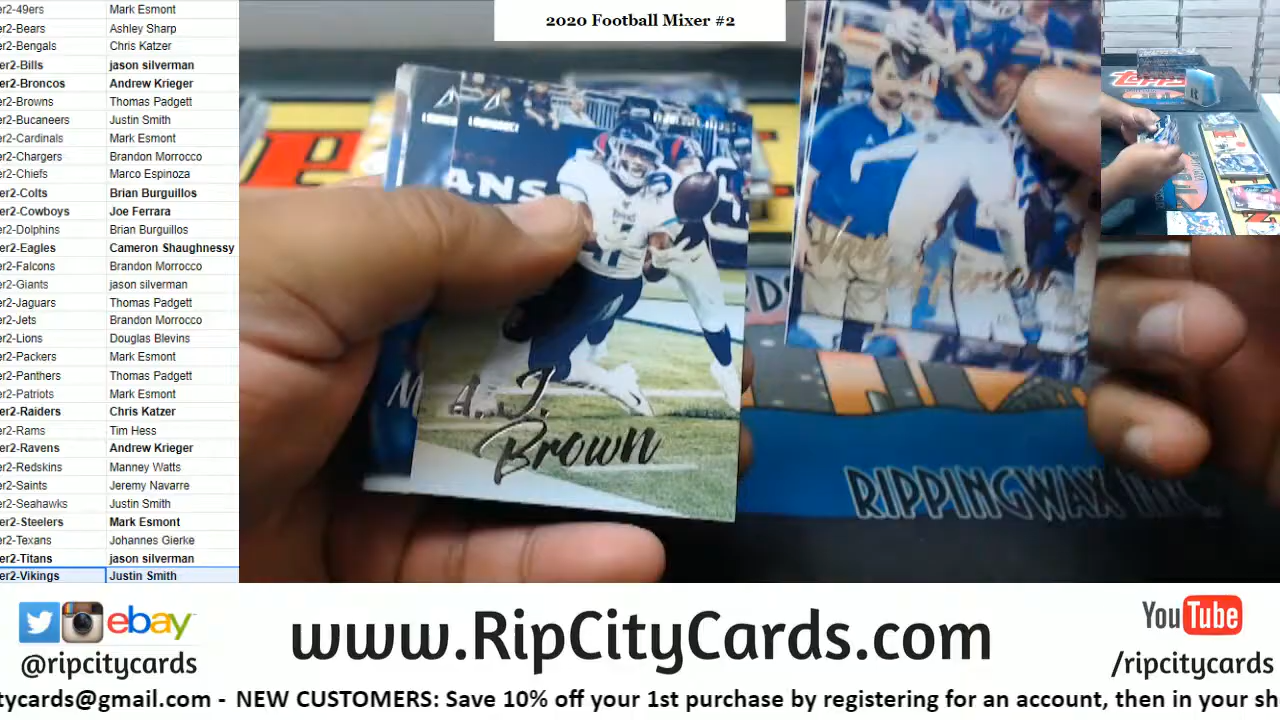 2020 Football Mixer #2
er2-49ers Mark Esmont
er2-Bears Ashley Sharp
er2-Bengals Chris Katzer
er2-Bills jason silverman
er2-Broncos Andrew Krieger
er2-Browns Thomas Padgett
er2-Bucaneers Justin Smith
er2-Cardinals Mark Esmont
er2-Chargers Brandon Morrocco
er2-Chiefs Marco Espinoza
er2-Colts Brian Burguillos
er2-Cowboys Joe Ferrara
er2-Dolphins Brian Burguillos
er2-Eagles Cameron Shaughnessy
er2-Falcons Brandon Morrocco
er2-Giants jason silverman
er2-Jaguars Thomas Padgett
er2-Jets Brandon Morrocco
er2-Lions Douglas Blevins
er2-Packers Mark Esmont
er2-Panthers Thomas Padgett
er2-Patriots Mark Esmont
er2-Raiders Chris Katzer
er2-Rams Tim Hess
er2-Ravens Andrew Krieger
er2-Redskins Manney Watts
er2-Saints Jeremy Navarre
er2-Seahawks Justin Smith
er2-Steelers Mark Esmont
er2-Texans Johannes Gierke
er2-Titans jason silverman
er2-Vikings Justin Smith
ANS
A.J.
Brown
RIPPINGWAX INC
Topps
ebay
@ripcitycards
www.RipCityCards.com
YouTube
/ripcitycards
tycards@gmail.com - NEW CUSTOMERS: Save 10% off your 1st purchase by registering for an account, then in your sh